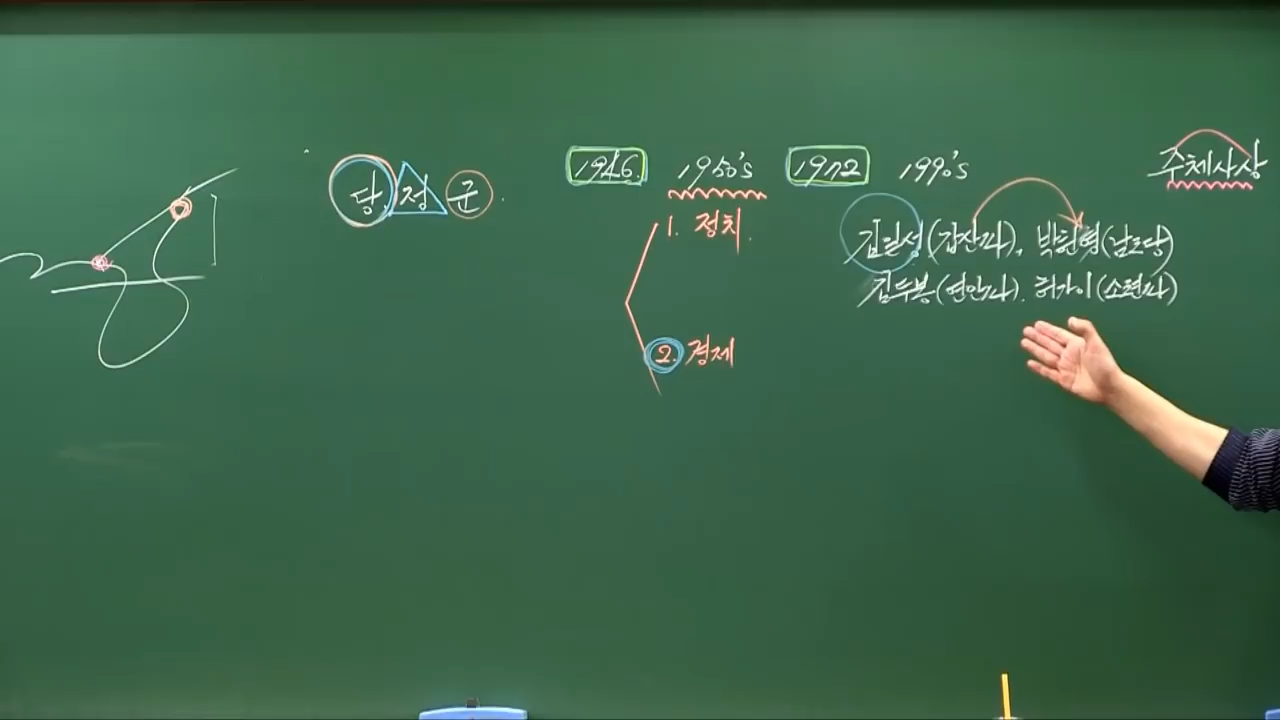 당 정 군
1946. 1950's 1972 1990's
주체사상
1. 정치.
김일성(갑산파), 박헌영(남로당)
김두봉(연안파). 허가이(소련파)
2. 경제